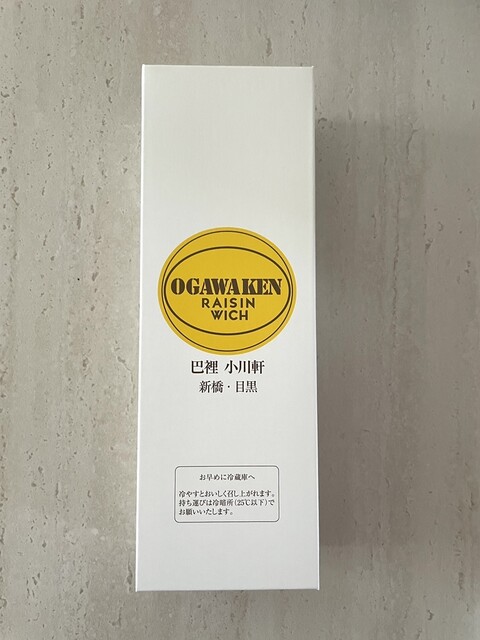 OGAWAKEN
RAISIN
WICH
巴裡 小川軒
新橋・目黒
お早めに冷蔵庫へ
冷やすとおいしく召し上がれます。
持ち運びは冷暗所(25℃以下)で
お願いいたします。